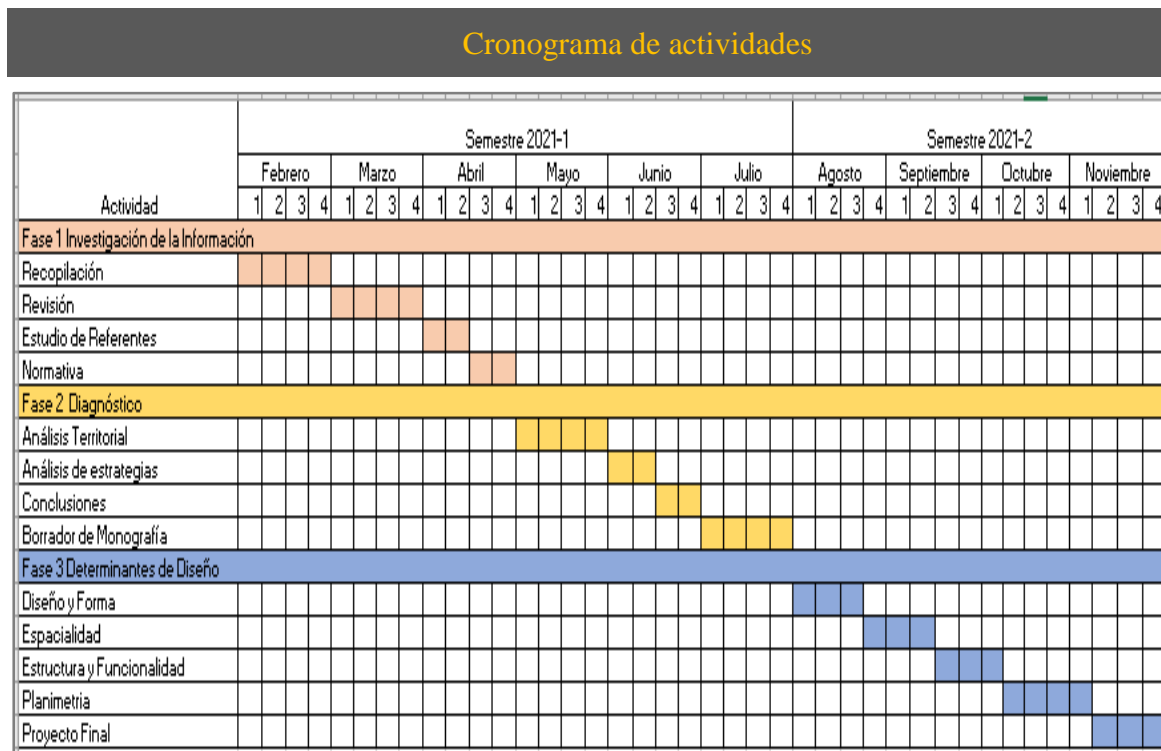 Cronograma de actividades
Semestre 2021-1 Semestre 2021-2
Febrero Marzo Abril Mayo Junio Julio Agosto Septiembre Octubre Noviembre
Actividad 1 2 3 4 1 2 3 4 1 2 3 4 1 2 3 4 1 2 3 4 1 2 3 4 1 2 3 4 1 2 3 4 1 2 3 4 1 2 3 4
Fase 1 Investigación de la Información
Recopilación
Revisión
Estudio de Referentes
Normativa
Fase 2 Diagnóstico
Análisis Territorial
Análisis de estrategias
Conclusiones
Borrador de Monografía
Fase 3 Determinantes de Diseño
Diseño y Forma
Espacialidad
Estructura y Funcionalidad
Planimetria
Proyecto Final